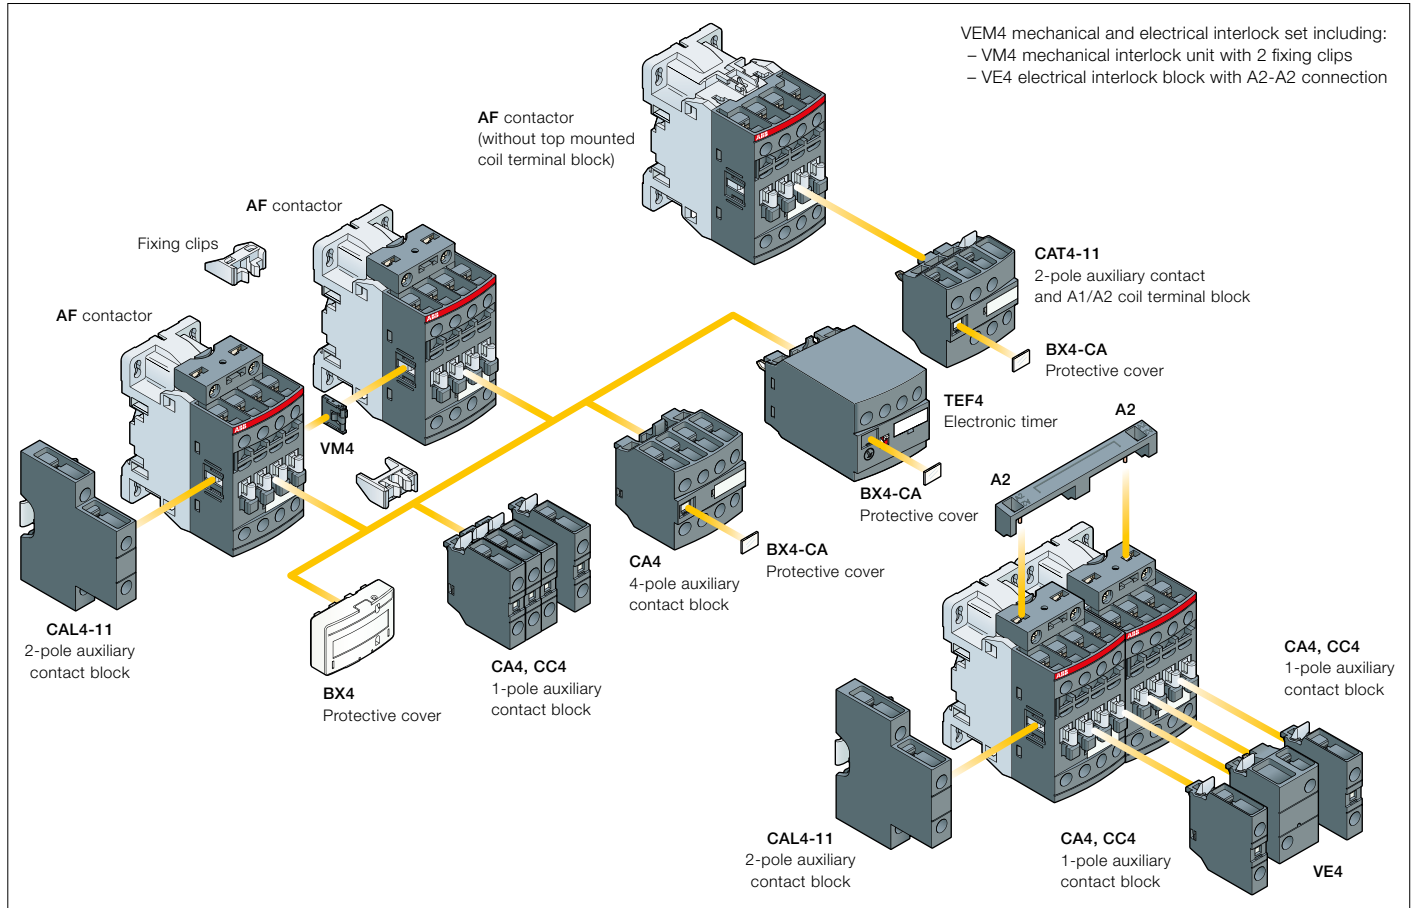 VEM4 mechanical and electrical interlock set including:
– VM4 mechanical interlock unit with 2 fixing clips
– VE4 electrical interlock block with A2-A2 connection
AF contactor
(without top mounted
coil terminal block)
ABB
AF contactor
Fixing clips
ABB
AF contactor
ABB
VM4
CAT4-11
2-pole auxiliary contact
and A1/A2 coil terminal block
BX4-CA
Protective cover
TEF4
Electronic timer
BX4-CA
Protective cover
A2
A2
CA4
4-pole auxiliary
contact block
BX4-CA
Protective cover
CAL4-11
2-pole auxiliary
contact block
BX4
Protective cover
CA4, CC4
1-pole auxiliary
contact block
ABB
ABB
CA4, CC4
1-pole auxiliary
contact block
CAL4-11
2-pole auxiliary
contact block
CA4, CC4
1-pole auxiliary
contact block
VE4